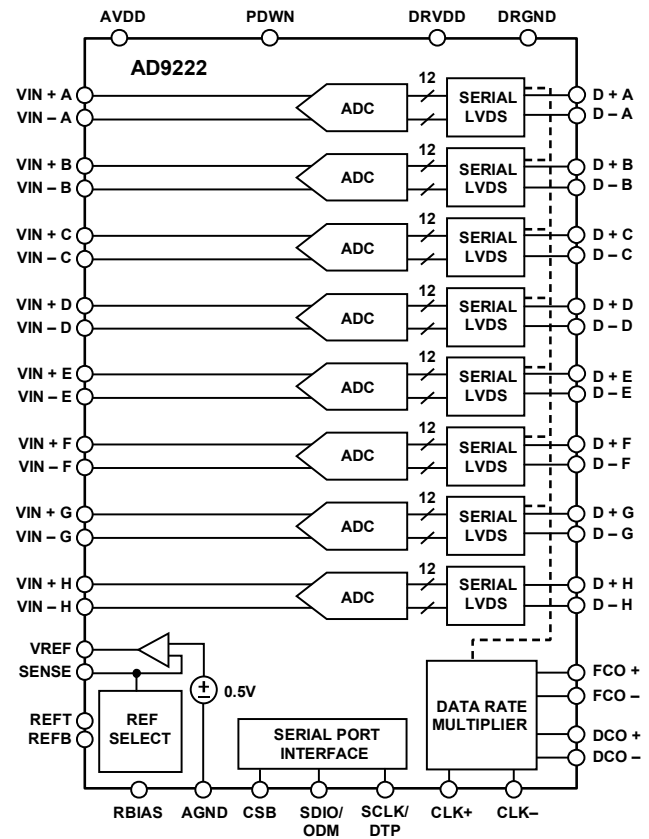 AVDD PDWN DRVDD DRGND
AD9222
VIN + A ADC 12 SERIAL LVDS D + A
VIN – A D – A
VIN + B ADC 12 SERIAL LVDS D + B
VIN – B D – B
VIN + C ADC 12 SERIAL LVDS D + C
VIN – C D – C
VIN + D ADC 12 SERIAL LVDS D + D
VIN – D D – D
VIN + E ADC 12 SERIAL LVDS D + E
VIN – E D – E
VIN + F ADC 12 SERIAL LVDS D + F
VIN – F D – F
VIN + G ADC 12 SERIAL LVDS D + G
VIN – G D – G
VIN + H ADC 12 SERIAL LVDS D + H
VIN – H D – H
VREF
SENSE
REFT
REFB
REF
SELECT
+
–
0.5V
SERIAL PORT
INTERFACE
DATA RATE
MULTIPLIER
FCO +
FCO –
DCO +
DCO –
RBIAS AGND CSB SDIO/ODM SCLK/DTP CLK+ CLK–